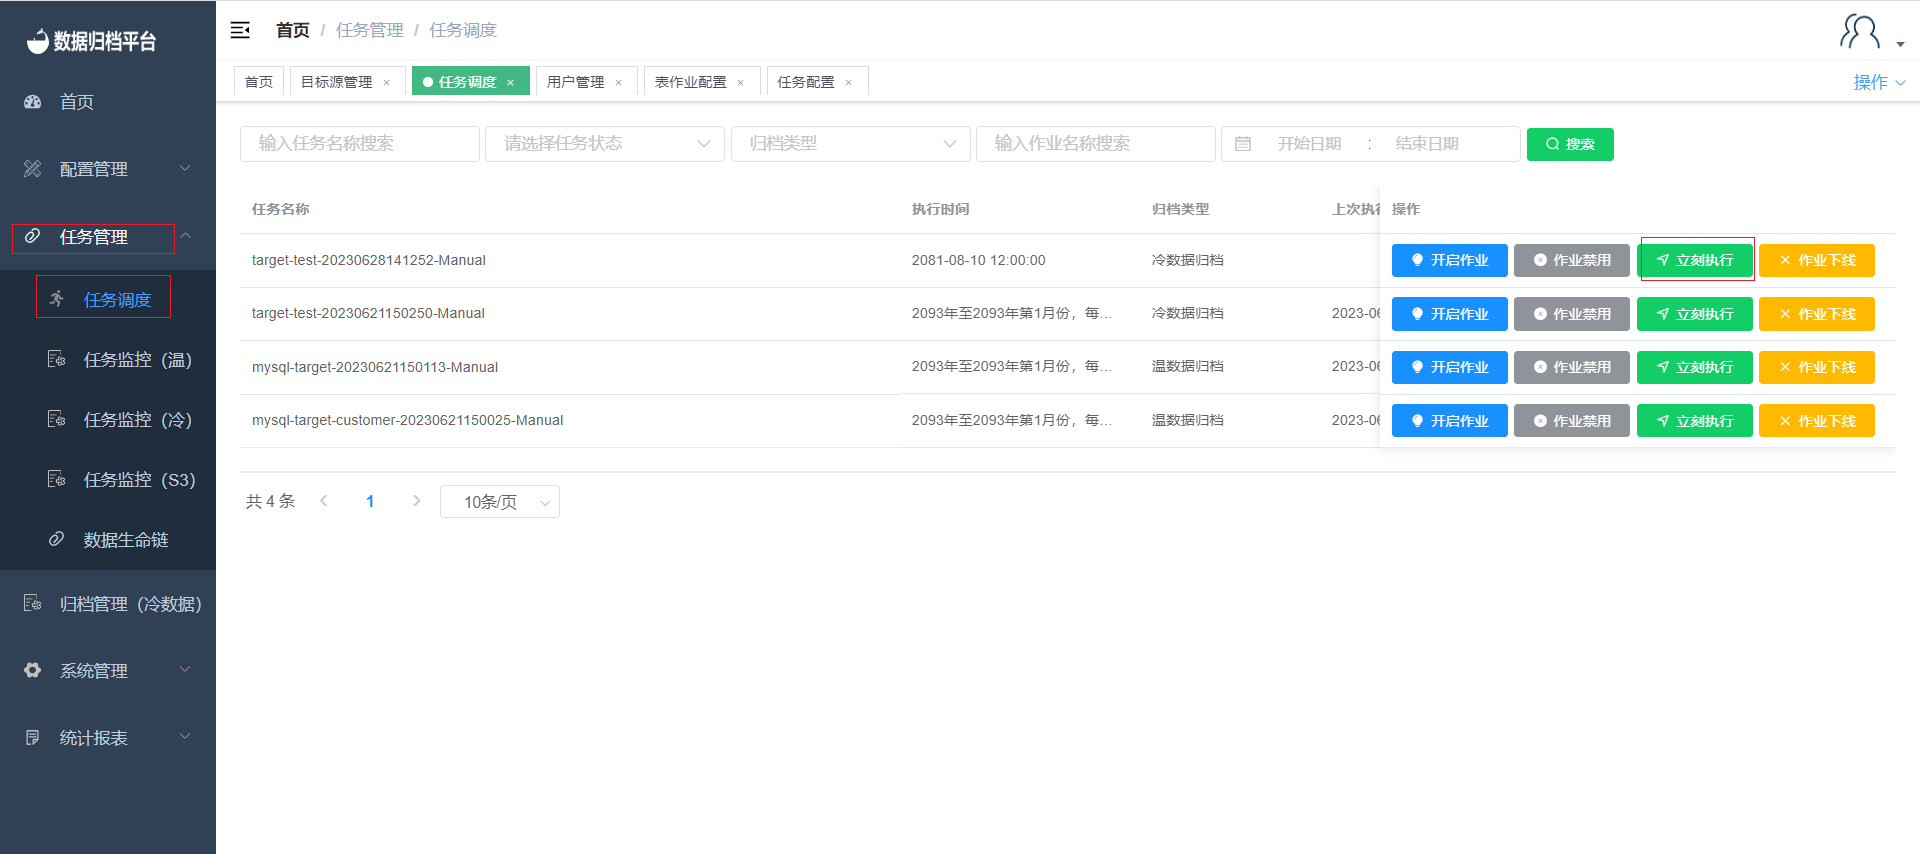 数据归档平台
首页
配置管理
任务管理
任务调度
任务监控（温）
任务监控（冷）
任务监控（S3）
数据生命链
归档管理（冷数据）
系统管理
统计报表
首页 / 任务管理 / 任务调度
首页 目标源管理 × 任务调度 × 用户管理 × 表作业配置 × 任务配置 × 操作
输入任务名称搜索 请选择任务状态 归档类型 输入作业名称搜索 开始日期 : 结束日期 搜索
任务名称 执行时间 归档类型 上次执行 操作
target-test-20230628141252-Manual 2081-08-10 12:00:00 冷数据归档 开启作业 作业禁用 立刻执行 作业下线
target-test-20230621150250-Manual 2093年至2093年第1月份，每... 冷数据归档 2023-06 开启作业 作业禁用 立刻执行 作业下线
mysql-target-20230621150113-Manual 2093年至2093年第1月份，每... 温数据归档 2023-06 开启作业 作业禁用 立刻执行 作业下线
mysql-target-customer-20230621150025-Manual 2093年至2093年第1月份，每... 温数据归档 2023-06 开启作业 作业禁用 立刻执行 作业下线
共 4 条 1 10条/页